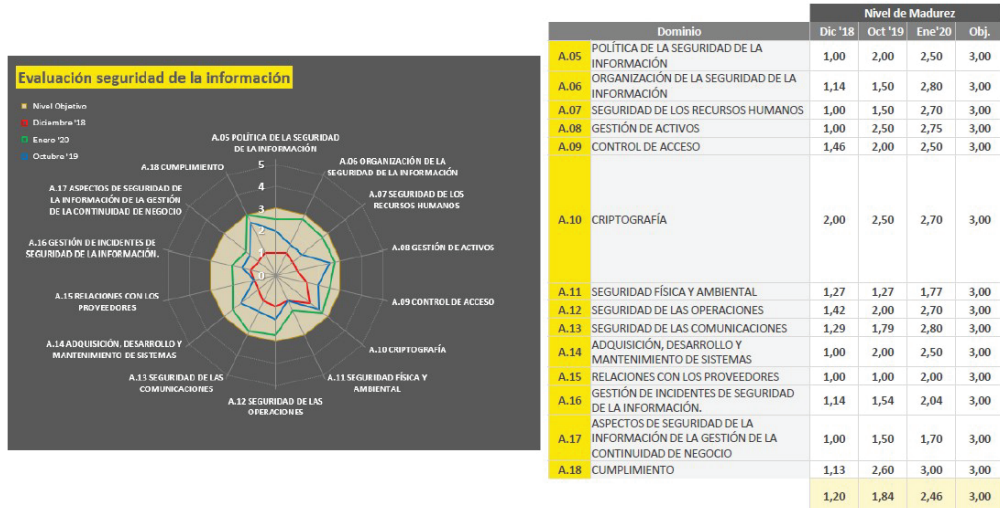 Evaluación seguridad de la información
Nivel Objetivo
Diciembre '18
Enero '20
Octubre '19
A.05 POLÍTICA DE LA SEGURIDAD
DE LA INFORMACIÓN
A.06 ORGANIZACIÓN DE LA
SEGURIDAD DE LA INFORMACIÓN
A.07 SEGURIDAD DE LOS
RECURSOS HUMANOS
A.08 GESTIÓN DE ACTIVOS
A.09 CONTROL DE ACCESO
A.10 CRIPTOGRAFÍA
A.11 SEGURIDAD FÍSICA Y
AMBIENTAL
A.12 SEGURIDAD DE LAS
OPERACIONES
A.13 SEGURIDAD DE LAS
COMUNICACIONES
A.14 ADQUISICIÓN, DESARROLLO Y
MANTENIMIENTO DE SISTEMAS
A.15 RELACIONES CON LOS
PROVEEDORES
A.16 GESTIÓN DE INCIDENTES DE
SEGURIDAD DE LA INFORMACIÓN.
A.17 ASPECTOS DE SEGURIDAD DE
LA INFORMACIÓN DE LA GESTIÓN
DE LA CONTINUIDAD DE NEGOCIO
A.18 CUMPLIMIENTO
5
4
3
2
1
0
Nivel de Madurez
Dominio Dic '18 Oct '19 Ene'20 Obj.
A.05 POLÍTICA DE LA SEGURIDAD DE LA
INFORMACIÓN 1,00 2,00 2,50 3,00
A.06 ORGANIZACIÓN DE LA SEGURIDAD DE LA
INFORMACIÓN 1,14 1,50 2,80 3,00
A.07 SEGURIDAD DE LOS RECURSOS HUMANOS 1,00 1,50 2,70 3,00
A.08 GESTIÓN DE ACTIVOS 1,00 2,50 2,75 3,00
A.09 CONTROL DE ACCESO 1,46 2,00 2,50 3,00
A.10 CRIPTOGRAFÍA 2,00 2,50 2,70 3,00
A.11 SEGURIDAD FÍSICA Y AMBIENTAL 1,27 1,27 1,77 3,00
A.12 SEGURIDAD DE LAS OPERACIONES 1,42 2,00 2,70 3,00
A.13 SEGURIDAD DE LAS COMUNICACIONES 1,29 1,79 2,80 3,00
A.14 ADQUISICIÓN, DESARROLLO Y
MANTENIMIENTO DE SISTEMAS 1,00 2,00 2,50 3,00
A.15 RELACIONES CON LOS PROVEEDORES 1,00 1,00 2,00 3,00
A.16 GESTIÓN DE INCIDENTES DE SEGURIDAD
DE LA INFORMACIÓN. 1,14 1,54 2,04 3,00
A.17 ASPECTOS DE SEGURIDAD DE LA
INFORMACIÓN DE LA GESTIÓN DE LA
CONTINUIDAD DE NEGOCIO 1,00 1,50 1,70 3,00
A.18 CUMPLIMIENTO 1,13 2,60 3,00 3,00
1,20 1,84 2,46 3,00